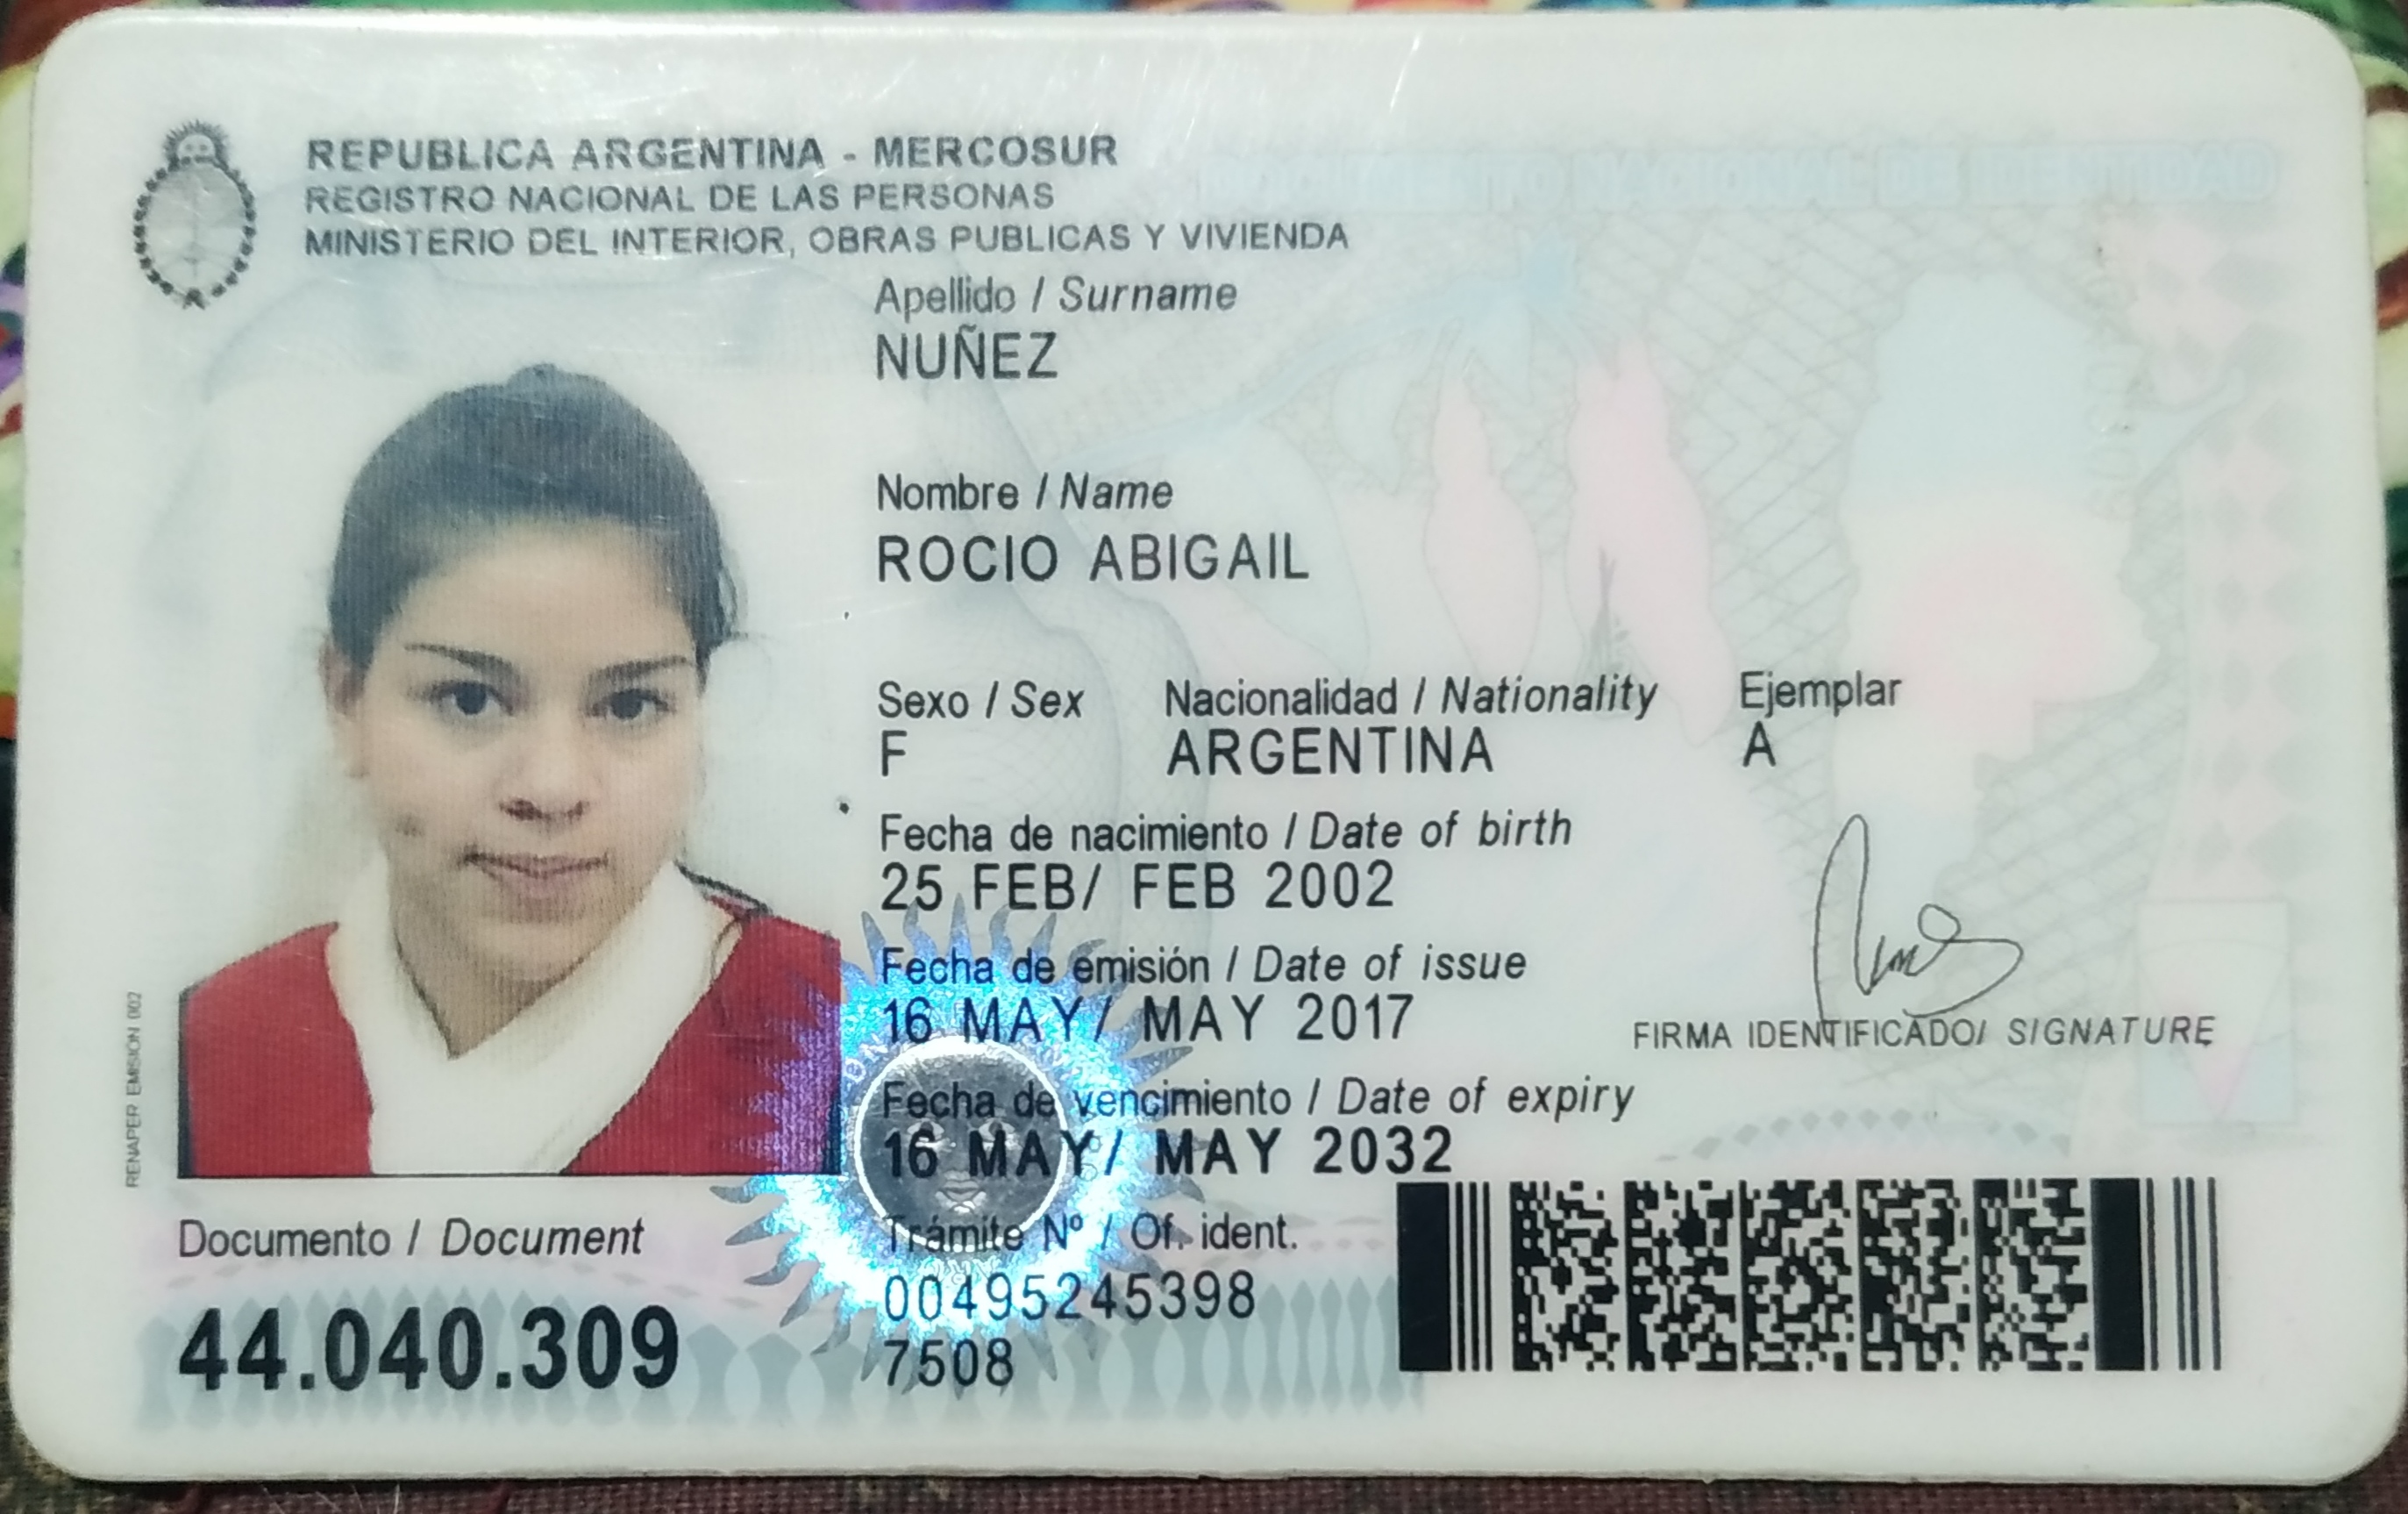 REPUBLICA ARGENTINA - MERCOSUR
REGISTRO NACIONAL DE LAS PERSONAS
MINISTERIO DEL INTERIOR, OBRAS PUBLICAS Y VIVIENDA
DOCUMENTO NACIONAL DE IDENTIDAD
Apellido / Surname
NUÑEZ
Nombre / Name
ROCIO ABIGAIL
Sexo / Sex Nacionalidad / Nationality Ejemplar
F ARGENTINA A
Fecha de nacimiento / Date of birth
25 FEB/ FEB 2002
Fecha de emisión / Date of issue
16 MAY/ MAY 2017
FIRMA IDENTIFICADO/ SIGNATURE
Fecha de vencimiento / Date of expiry
16 MAY/ MAY 2032
Trámite Nº / Of. ident.
00495245398
7508
Documento / Document
44.040.309
RENAPER EMISION 002